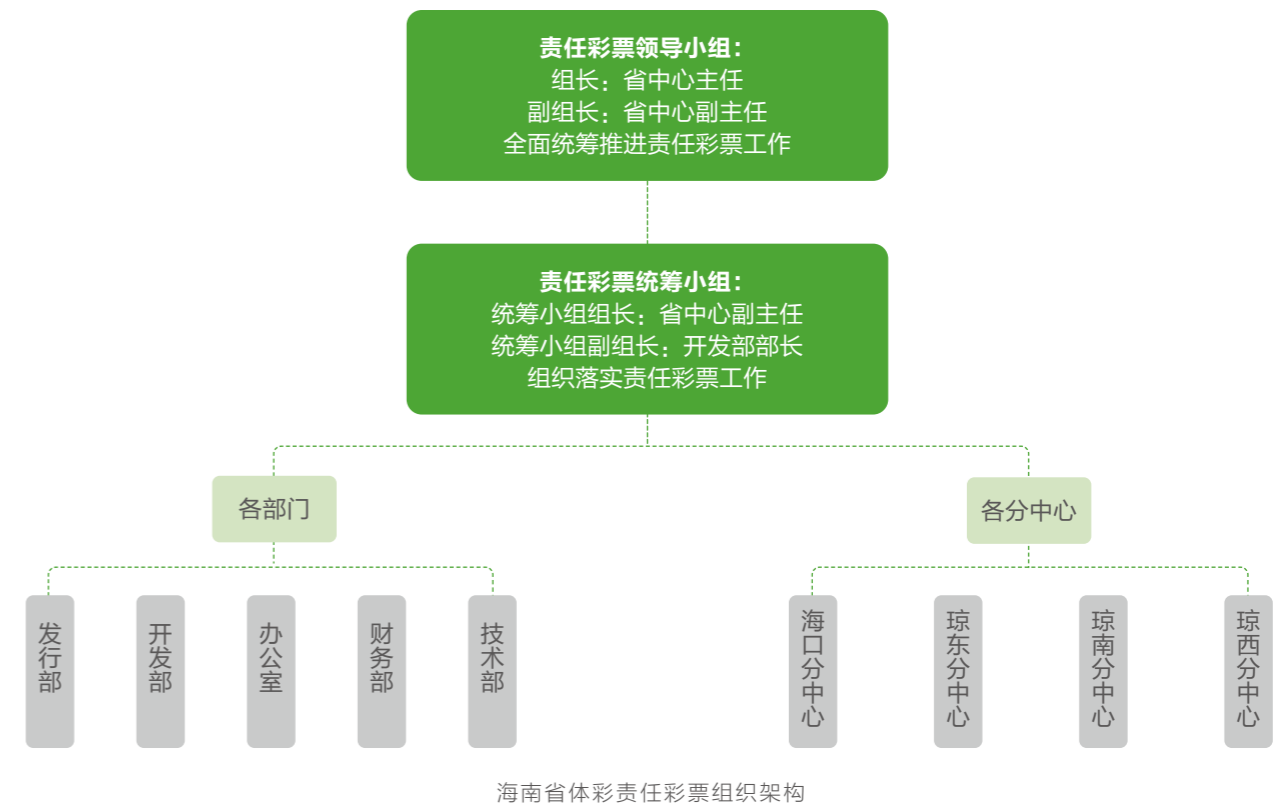 责任彩票领导小组：
组长：省中心主任
副组长：省中心副主任
全面统筹推进责任彩票工作
责任彩票统筹小组：
统筹小组组长：省中心副主任
统筹小组副组长：开发部部长
组织落实责任彩票工作
各部门
各分中心
发行部
开发部
办公室
财务部
技术部
海口分中心
琼东分中心
琼南分中心
琼西分中心
海南省体彩责任彩票组织架构